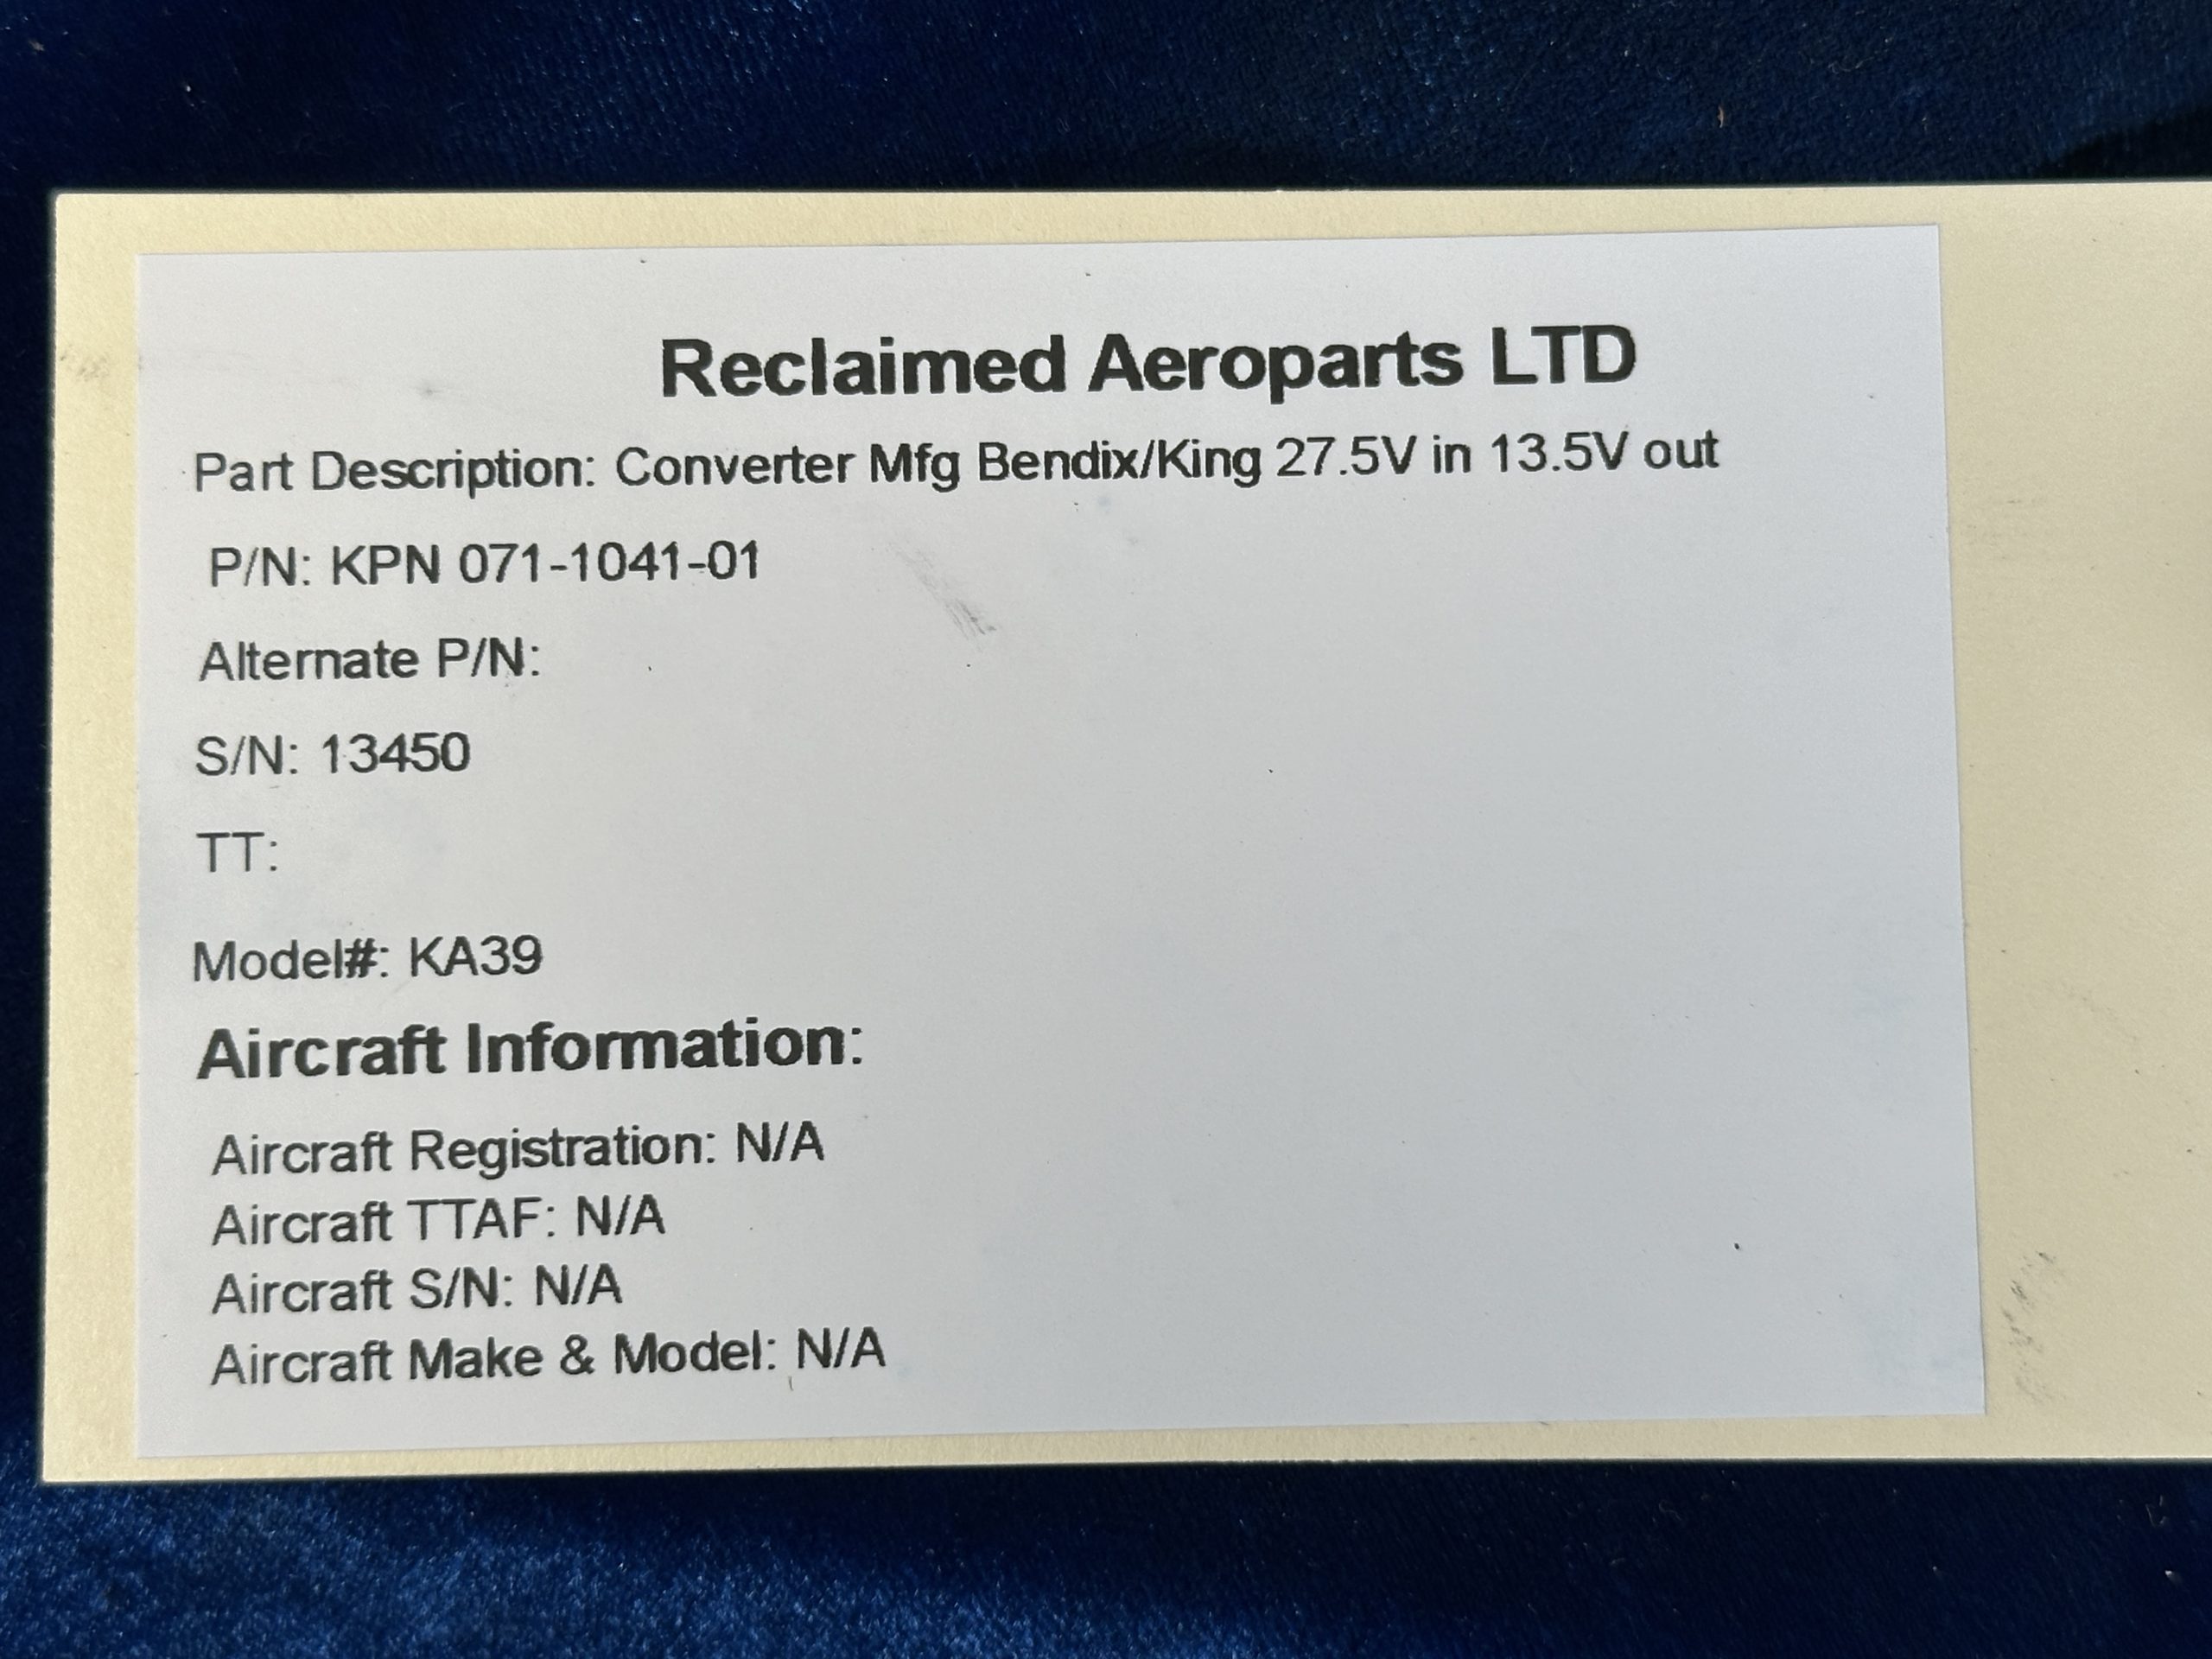 Reclaimed Aeroparts LTD
Part Description: Converter Mfg Bendix/King 27.5V in 13.5V out
P/N: KPN 071-1041-01
Alternate P/N:
S/N: 13450
TT:
Model#: KA39
Aircraft Information:
Aircraft Registration: N/A
Aircraft TTAF: N/A
Aircraft S/N: N/A
Aircraft Make & Model: N/A